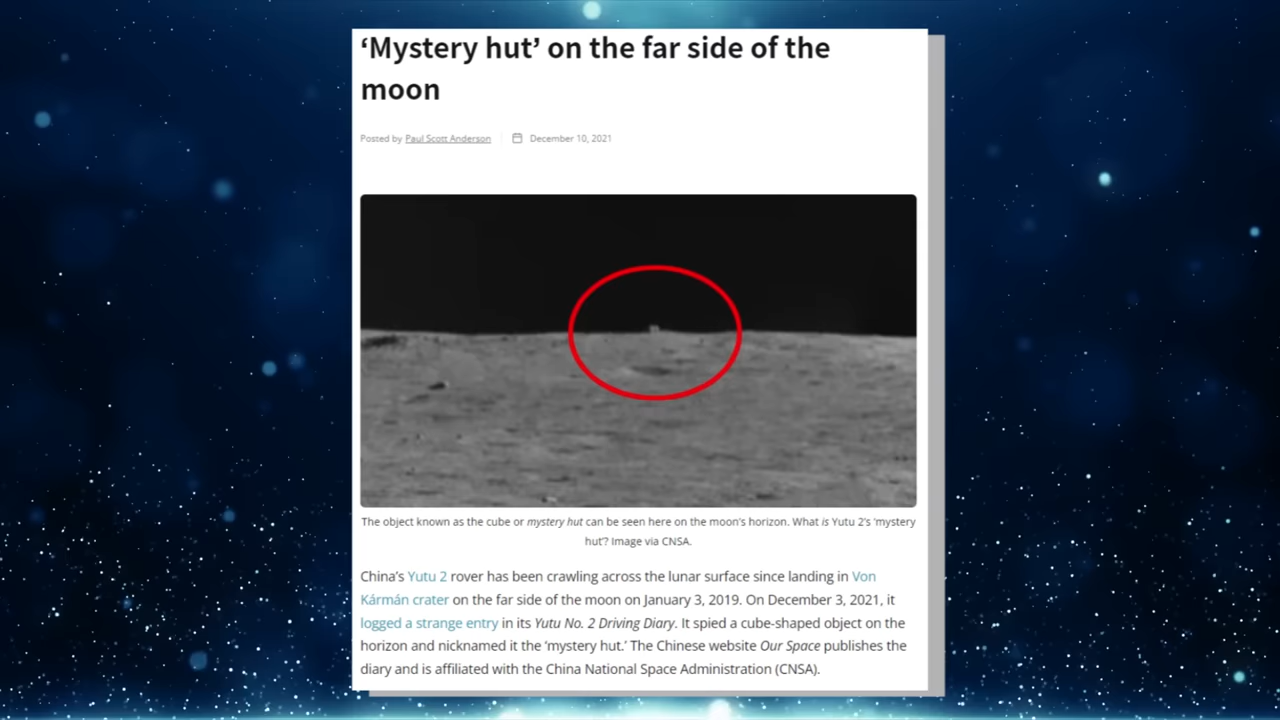 ‘Mystery hut’ on the far side of the
moon
Posted by Paul Scott Anderson December 10, 2021
The object known as the cube or mystery hut can be seen here on the moon's horizon. What is Yutu 2's 'mystery
hut'? Image via CNSA.
China’s Yutu 2 rover has been crawling across the lunar surface since landing in Von
Kármán crater on the far side of the moon on January 3, 2019. On December 3, 2021, it
logged a strange entry in its Yutu No. 2 Driving Diary. It spied a cube-shaped object on the
horizon and nicknamed it the ‘mystery hut.’ The Chinese website Our Space publishes the
diary and is affiliated with the China National Space Administration (CNSA).